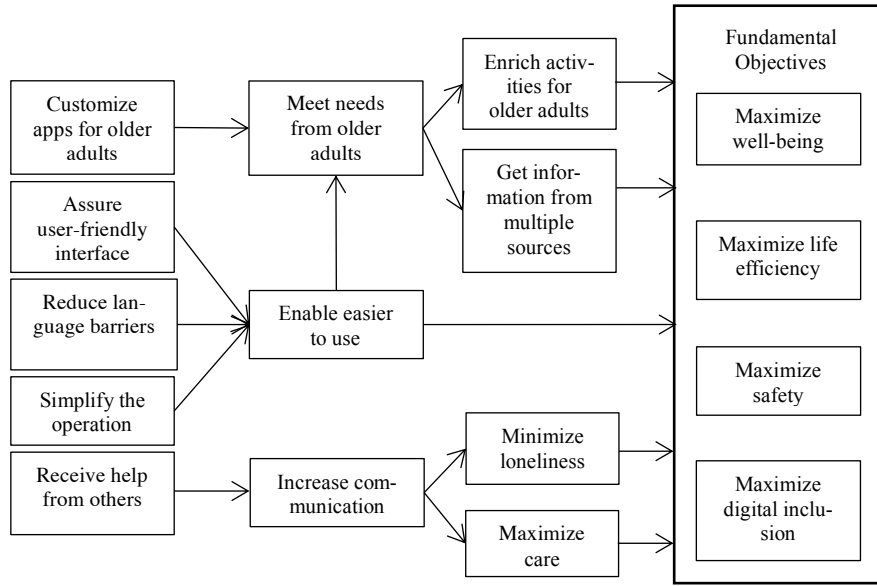 Customize
apps for older
adults
Assure
user-friendly
interface
Reduce lan-
guage barriers
Simplify the
operation
Receive help
from others
Meet needs
from older
adults
Enable easier
to use
Increase com-
munication
Enrich activ-
ities for
older adults
Get infor-
mation from
multiple
sources
Minimize
loneliness
Maximize
care
Fundamental
Objectives
Maximize
well-being
Maximize life
efficiency
Maximize
safety
Maximize
digital inclu-
sion